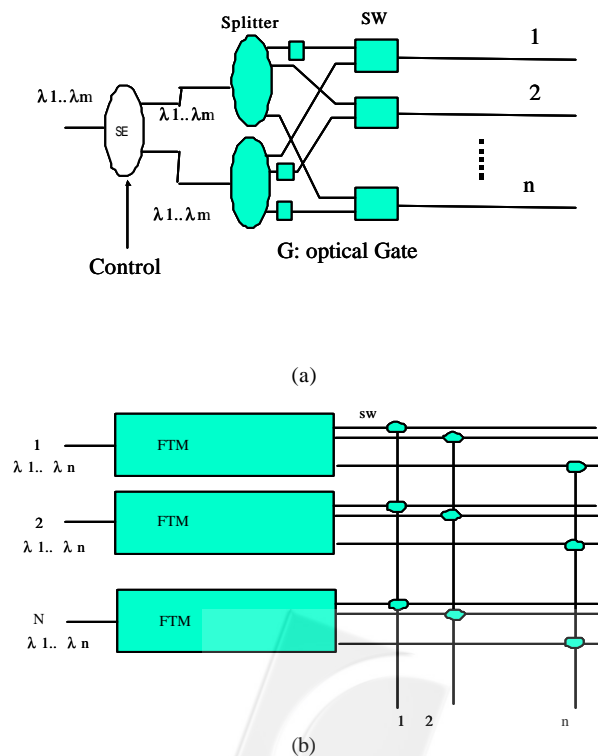 Splitter
SW
1
λ1..λm
SE
λ1..λm
2
n
λ1..λm
G: optical Gate
Control
(a)
sw
1
FTM
λ 1.. λ n
2
FTM
λ 1.. λ n
N
FTM
λ 1.. λ n
1 2 n
(b)